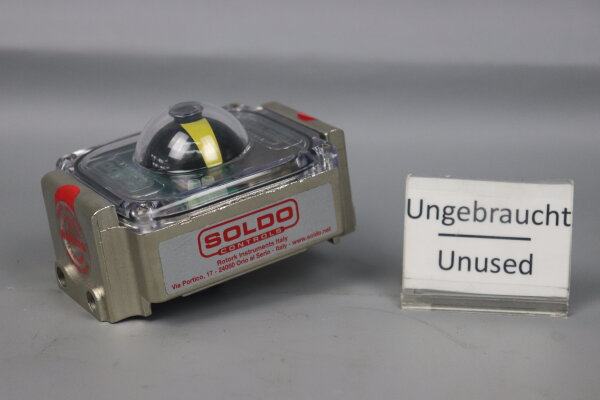 SOLDO
CONTROLS
Rotork Instruments Italy
Via Portico, 17 - 24050 Orio al Serio - Italy - www.soldo.net
Ungebraucht
Unused